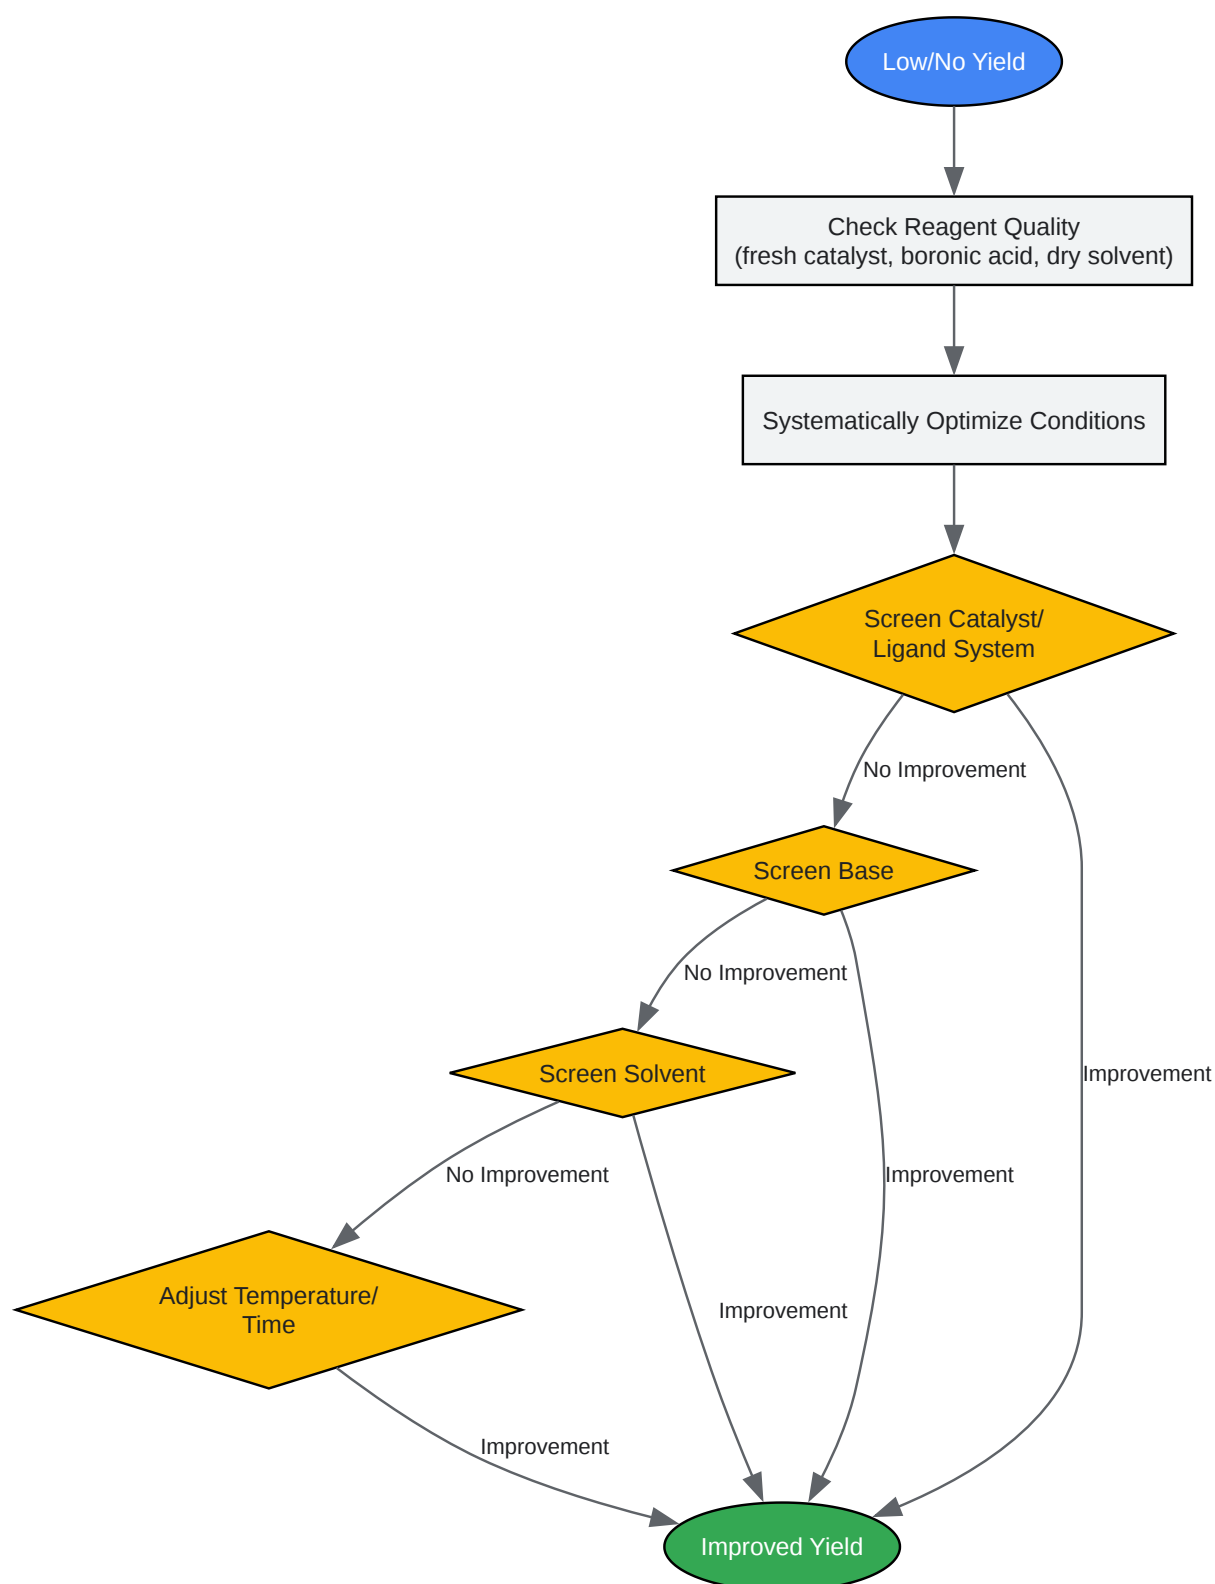 Low/No Yield
Check Reagent Quality
(fresh catalyst, boronic acid, dry solvent)
Systematically Optimize Conditions
Screen Catalyst/
Ligand System
No Improvement
Screen Base
No Improvement
Screen Solvent
Improvement
No Improvement
Improvement
Adjust Temperature/
Time
Improvement
Improvement
Improved Yield